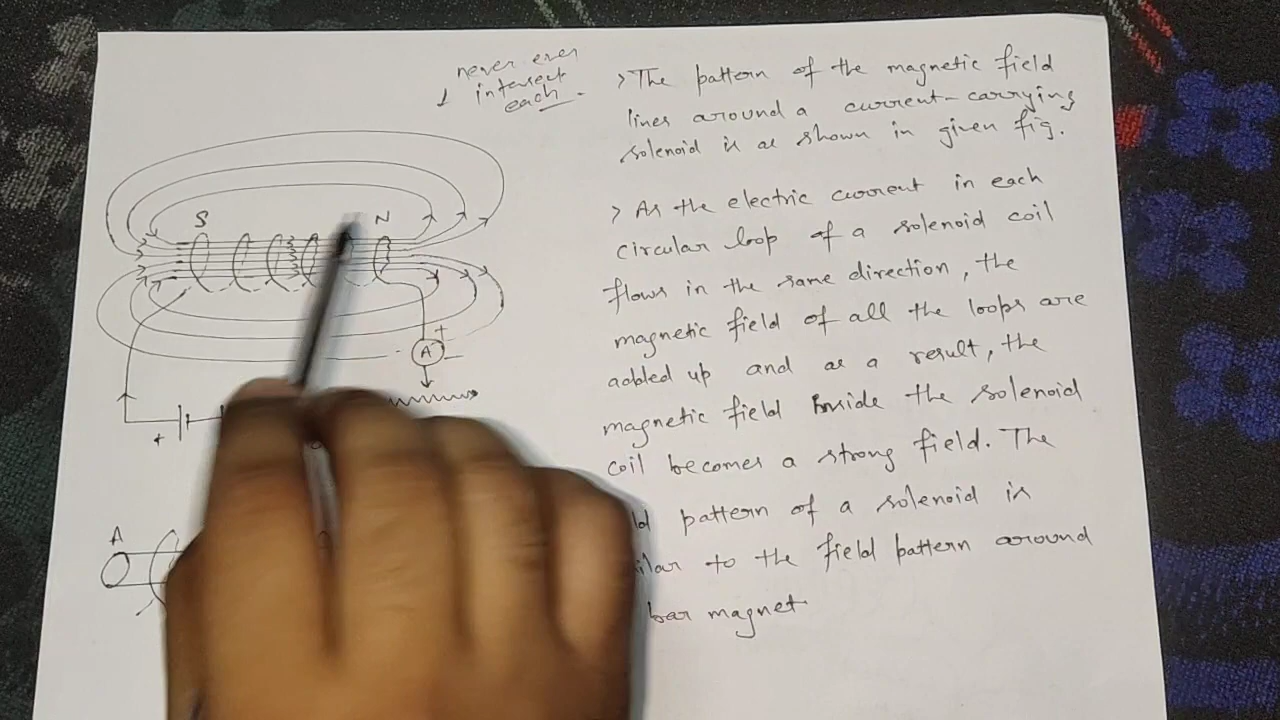 never ever
intersect
each
>The pattern of the magnetic field
lines around a current-carrying
solenoid is as shown in given fig.
> As the electric current in each
circular loop of a solenoid coil
flows in the same direction, the
magnetic field of all the loops are
added up and as a result, the
magnetic field inside the solenoid
coil becomes a strong field. The
ld pattern of a solenoid is
ilar to the field pattern around
bar magnet
S
N
+
A
+
A